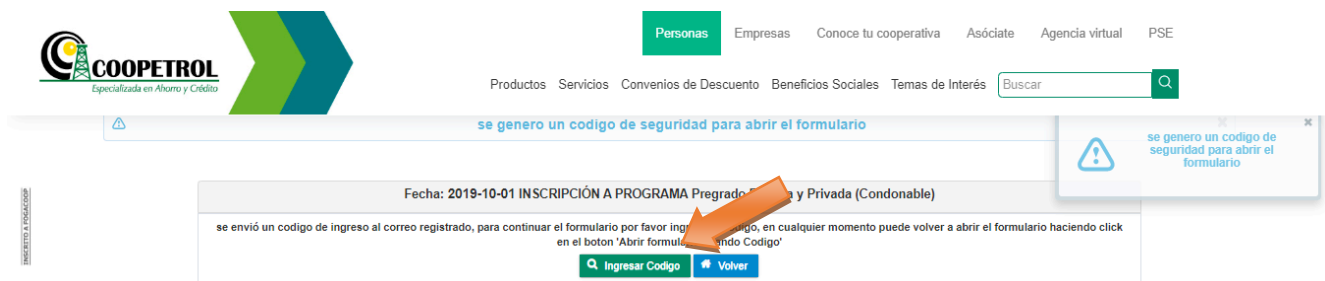 Personas Empresas Conoce tu cooperativa Asóciate Agencia virtual PSE
COOPETROL
Especializada en Ahorro y Crédito
Productos Servicios Convenios de Descuento Beneficios Sociales Temas de Interés Buscar
se genero un codigo de seguridad para abrir el formulario
se genero un codigo de
seguridad para abrir el
formulario
INSCRITO A FOGACOOP
Fecha: 2019-10-01 INSCRIPCIÓN A PROGRAMA Pregrado y Privada (Condonable)
se envió un codigo de ingreso al correo registrado, para continuar el formulario por favor en cualquier momento puede volver a abrir el formulario haciendo click
en el boton 'Abrir Codigo'
Ingresar Codigo Volver